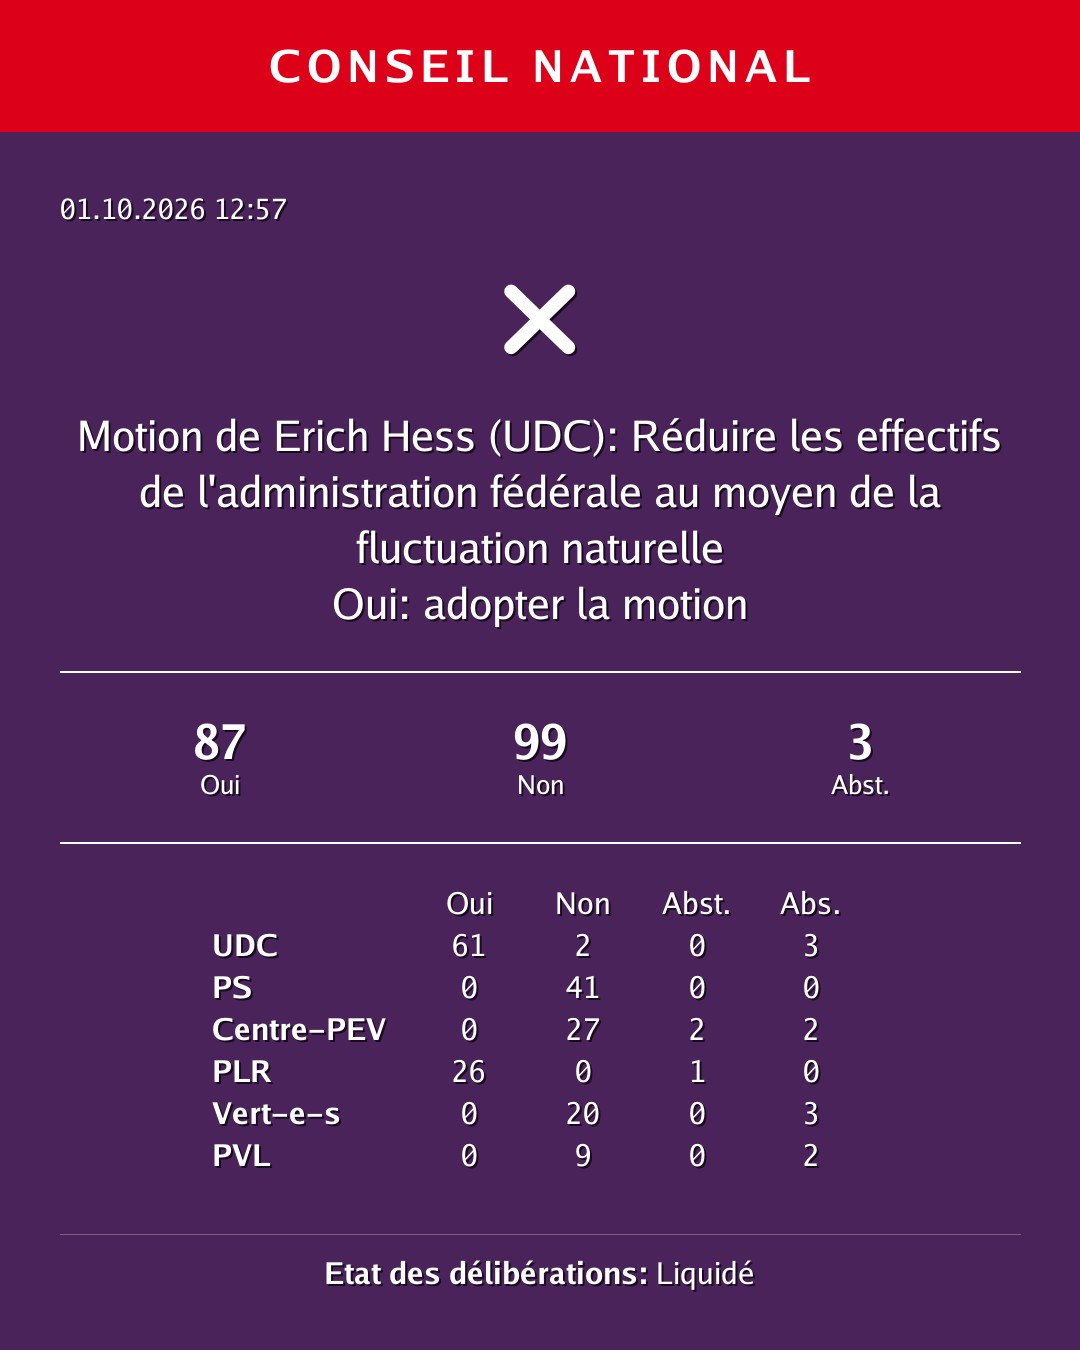 CONSEIL NATIONAL
01.10.2026 12:57
Motion de Erich Hess (UDC): Réduire les effectifs
de l'administration fédérale au moyen de la
fluctuation naturelle
Oui: adopter la motion
87 99 3
Oui Non Abst.
Oui Non Abst. Abs.
UDC 61 2 0 3
PS 0 41 0 0
Centre-PEV 0 27 2 2
PLR 26 0 1 0
Vert-e-s 0 20 0 3
PVL 0 9 0 2
Etat des délibérations: Liquidé